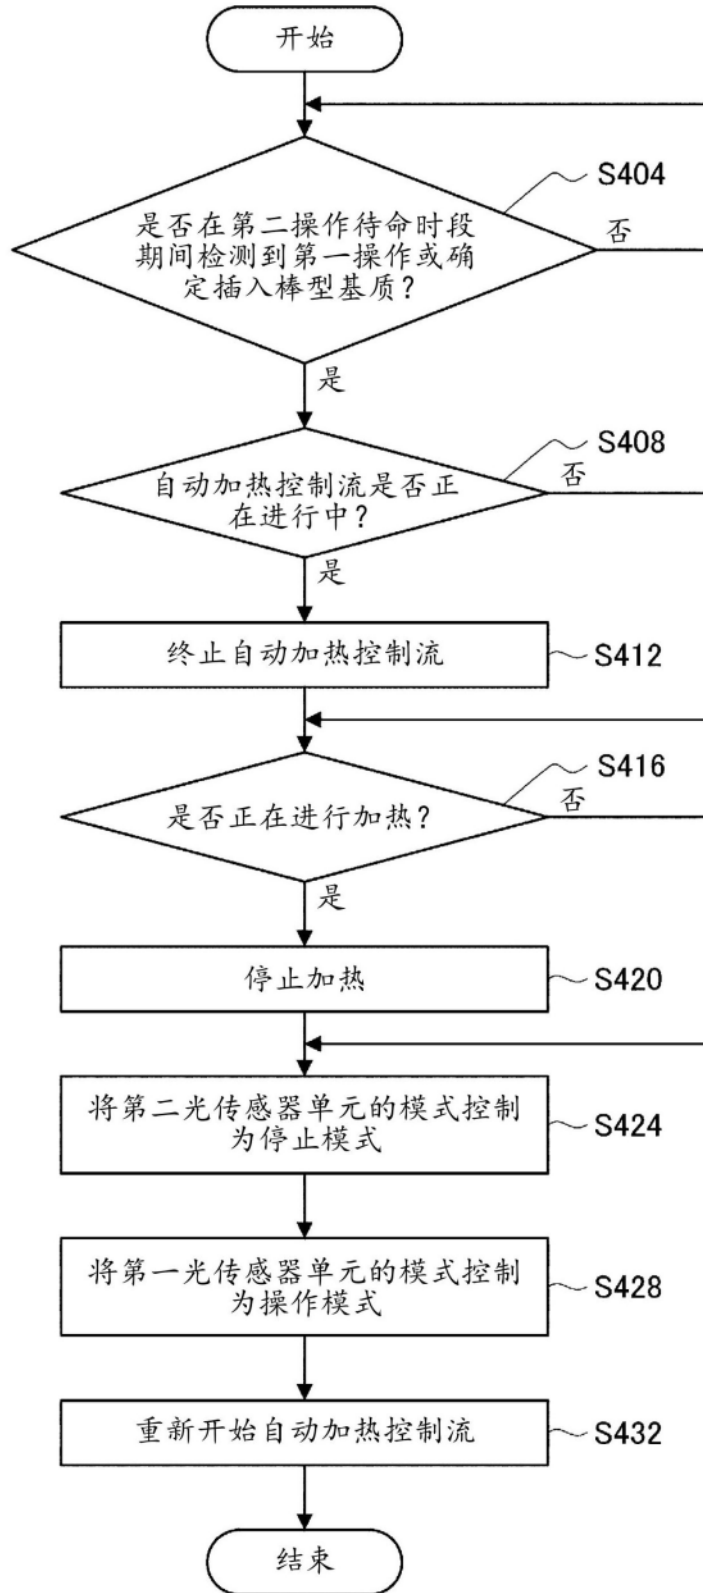 开始
S404
是否在第二操作待命时段
期间检测到第一操作或确
定插入棒型基质?
否
是
S408
自动加热控制流是否正
在进行中?
否
是
终止自动加热控制流
S412
S416
是否正在进行加热?
否
是
停止加热
S420
将第二光传感器单元的模式控制
为停止模式
S424
将第一光传感器单元的模式控制
为操作模式
S428
重新开始自动加热控制流
S432
结束